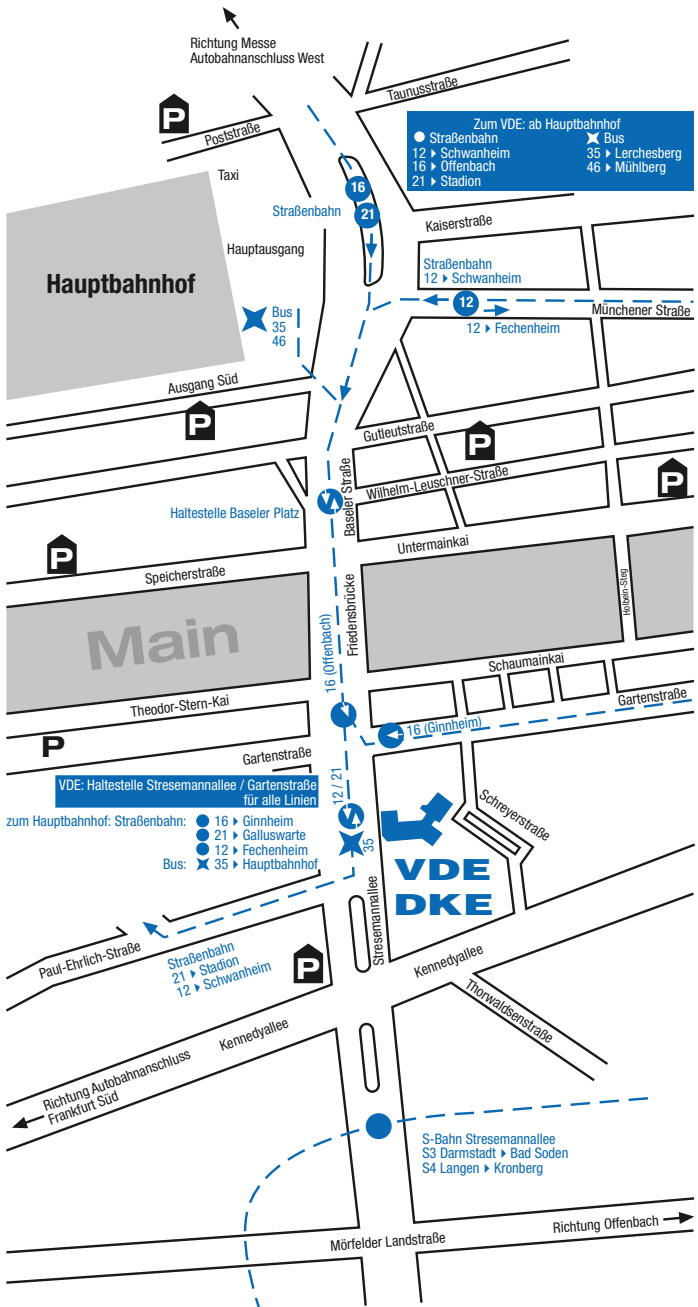 Richtung Messe
Autobahnanschluss West
Taunusstraße
P
Poststraße
Zum VDE: ab Hauptbahnhof
Straßenbahn
12 ▸ Schwanheim
16 ▸ Offenbach
21 ▸ Stadion
Bus
35 ▸ Lerchesberg
46 ▸ Mühlberg
Taxi
16
Straßenbahn
21
Kaiserstraße
Hauptausgang
Hauptbahnhof
Straßenbahn
12 ▸ Schwanheim
12
Münchener Straße
12 ▸ Fechenheim
Bus
35
46
Ausgang Süd
P
Gutleutstraße
P
Wilhelm-Leuschner-Straße
P
Baseler Straße
Haltestelle Baseler Platz
Untermainkai
P
Speicherstraße
Holbein-Steg
Friedensbrücke
Main
Schaumainkai
16 (Offenbach)
Theodor-Stern-Kai
Gartenstraße
16 (Ginnheim)
P
Gartenstraße
VDE: Haltestelle Stresemannallee / Gartenstraße
für alle Linien
12 / 21
zum Hauptbahnhof: Straßenbahn:
16 ▸ Ginnheim
21 ▸ Galluswarte
12 ▸ Fechenheim
Bus:
35 ▸ Hauptbahnhof
35
Schreyerstraße
VDE
DKE
Stresemannallee
Paul-Ehrlich-Straße
Straßenbahn
21 ▸ Stadion
12 ▸ Schwanheim
P
Kennedyallee
Thorwaldsenstraße
Kennedyallee
Richtung Autobahnanschluss
Frankfurt Süd
S-Bahn Stresemannallee
S3 Darmstadt ▸ Bad Soden
S4 Langen ▸ Kronberg
Richtung Offenbach
Mörfelder Landstraße